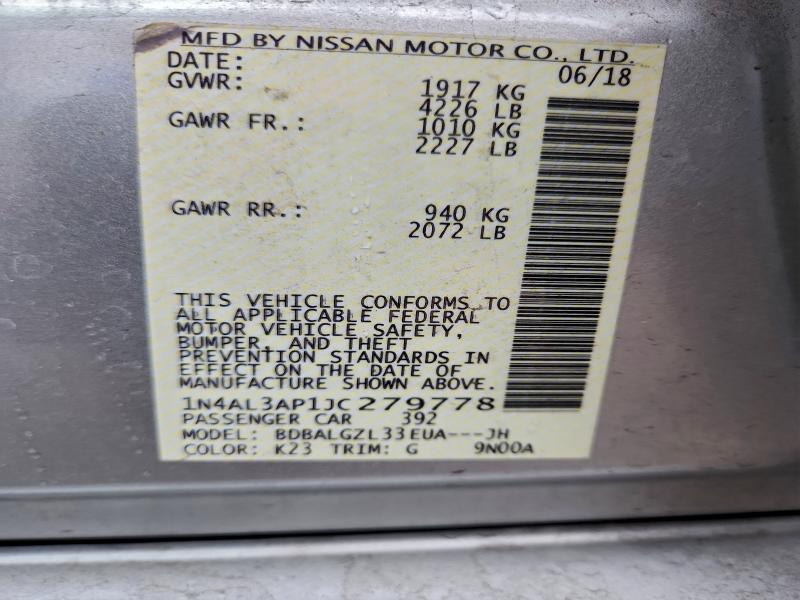 MFD BY NISSAN MOTOR CO., LTD.
DATE: 06/18
GVWR: 1917 KG
4226 LB
GAWR FR.: 1010 KG
2227 LB
GAWR RR.: 940 KG
2072 LB
THIS VEHICLE CONFORMS TO
ALL APPLICABLE FEDERAL
MOTOR VEHICLE SAFETY,
BUMPER, AND THEFT
PREVENTION STANDARDS IN
EFFECT ON THE DATE OF
MANUFACTURE SHOWN ABOVE.
1N4AL3AP1JC279778
PASSENGER CAR 392
MODEL: BDBALGZL33EUA---JH
COLOR: K23 TRIM: G 9N00A